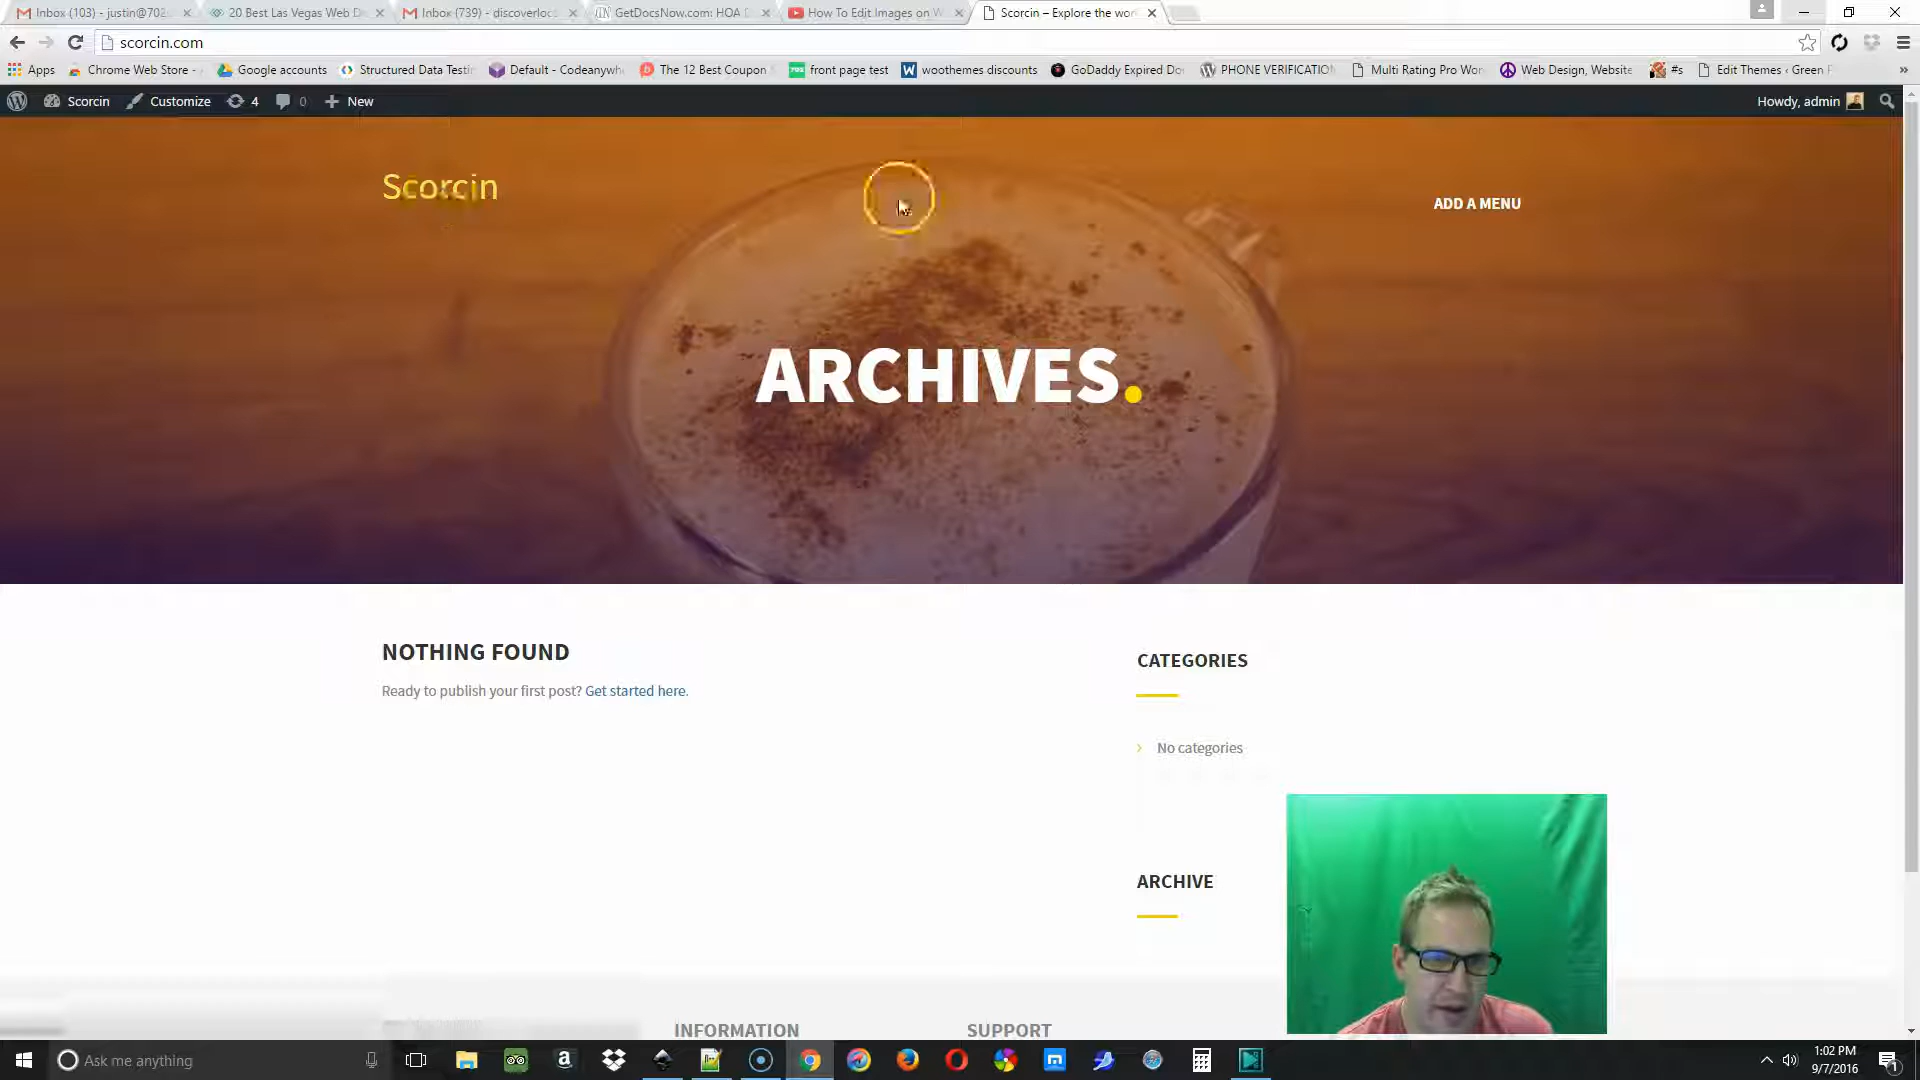 Inbox (103) - justin@702
20 Best Las Vegas Web D
Inbox (739) - discoverloc
GetDocsNow.com: HOA D
How To Edit Images on W
Scorcin – Explore the wor
scorcin.com
Apps
Chrome Web Store -
Google accounts
Structured Data Testin
Default - Codeanywh
The 12 Best Coupon
front page test
woothemes discounts
GoDaddy Expired Do
PHONE VERIFICATIO
Multi Rating Pro Wor
Web Design, Website
#s
Edit Themes ‹ Green F
»
Scorcin
Customize
4
0
New
Howdy, admin
Scorcin
ADD A MENU
ARCHIVES.
NOTHING FOUND
Ready to publish your first post? Get started here.
CATEGORIES
No categories
ARCHIVE
INFORMATION
SUPPORT
Ask me anything
1:02 PM
9/7/2016